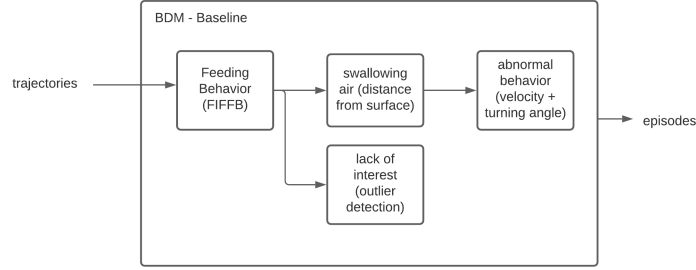 BDM - Baseline
trajectories
Feeding
Behavior
(FIFFB)
swallowing
air (distance
from surface)
abnormal
behavior
(velocity +
turning angle)
lack of
interest
(outlier
detection)
episodes